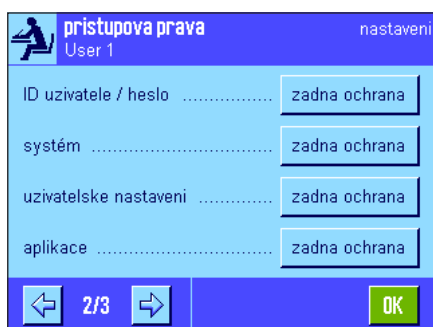 pristupova prava nastaveni
User 1
ID uzivatele / heslo ................ zadna ochrana
systém ................................ zadna ochrana
uzivatelske nastaveni ............. zadna ochrana
aplikace ............................... zadna ochrana
2/3 OK